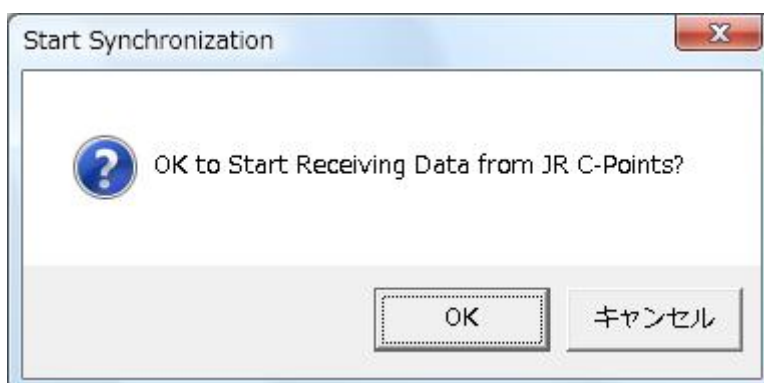 Start Synchronization
OK to Start Receiving Data from JR C-Points?
OK
キャンセル